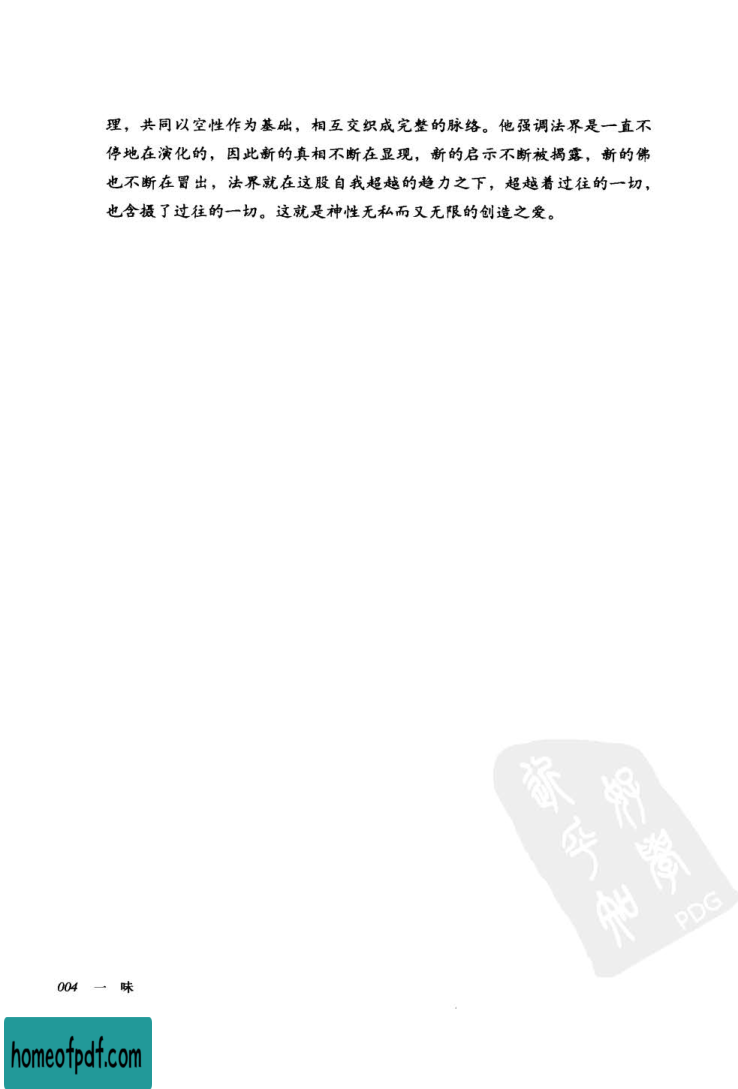 理，共同以空性作为基础，相互交织成完整的脉络。他强调法界是一直不
停地在演化的，因此新的真相不断在显现，新的启示不断被揭露，新的佛
也不断在冒出，法界就在这股自我超越的趋力之下，超越着过往的一切，
也含摄了过往的一切。这就是神性无私而又无限的创造之爱。
好学
知乎
PDG
004 一 味
homeofpdf.com